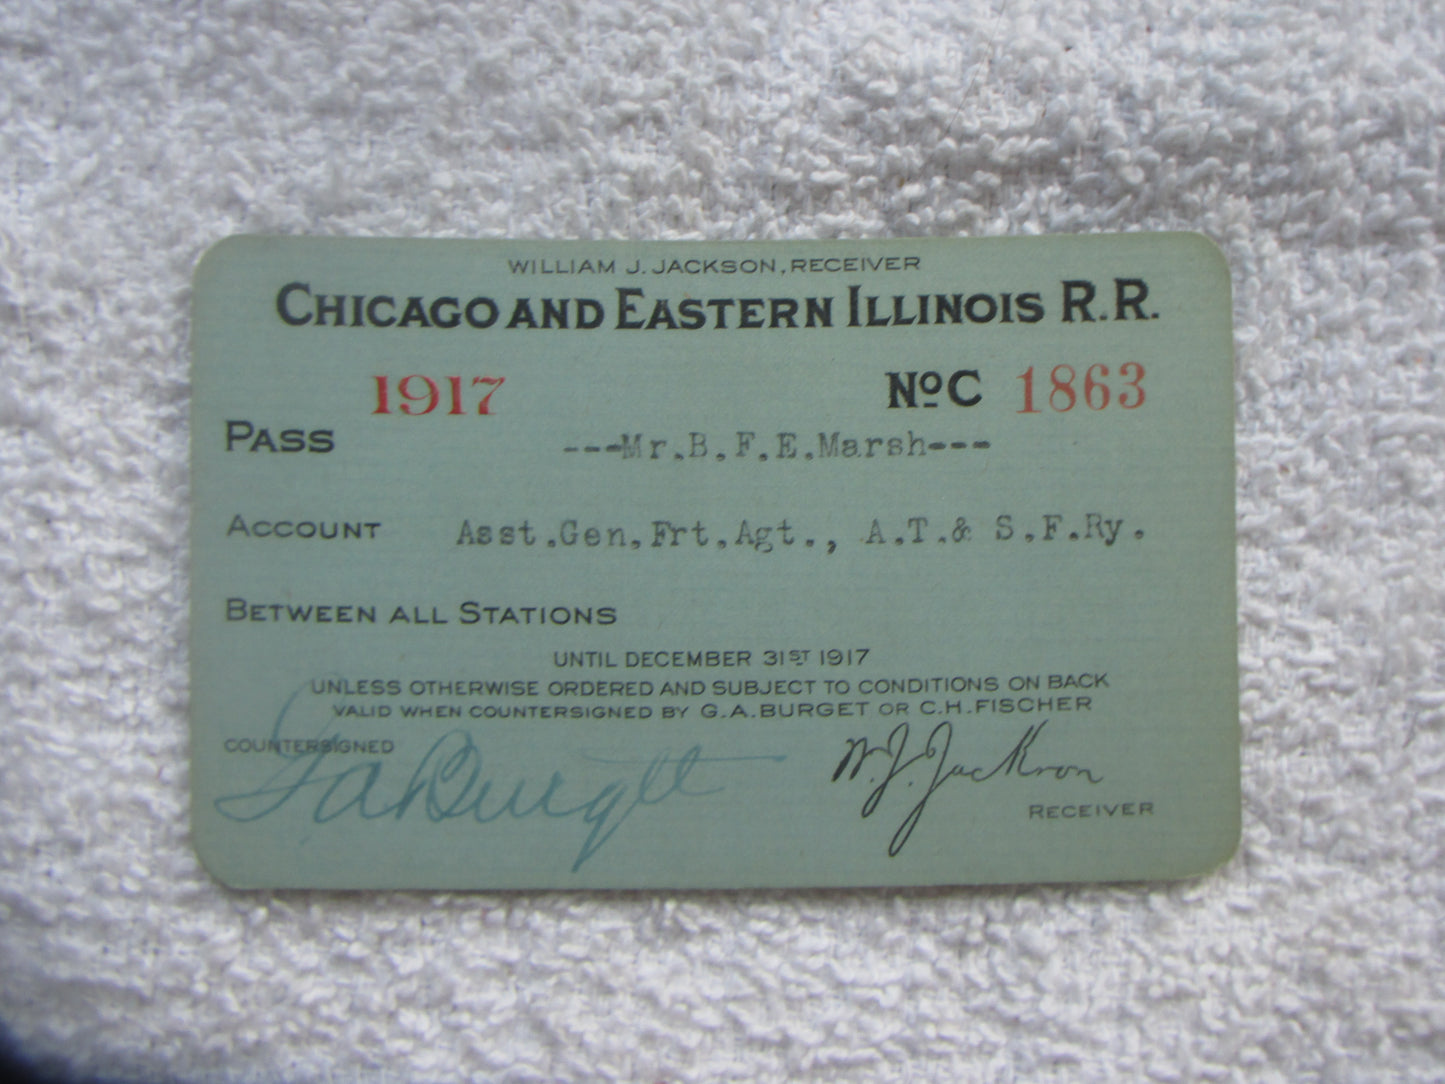 WILLIAM J. JACKSON, RECEIVER
CHICAGO AND EASTERN ILLINOIS R.R.
1917 No C 1863
PASS ---Mr.B.F.E.Marsh---
ACCOUNT Asst.Gen.Frt.Agt., A.T.& S.F.Ry.
BETWEEN ALL STATIONS
UNTIL DECEMBER 31ST 1917
UNLESS OTHERWISE ORDERED AND SUBJECT TO CONDITIONS ON BACK
VALID WHEN COUNTERSIGNED BY G.A.BURGET OR C.H.FISCHER
COUNTERSIGNED
G A Burget W.J. Jackson
RECEIVER